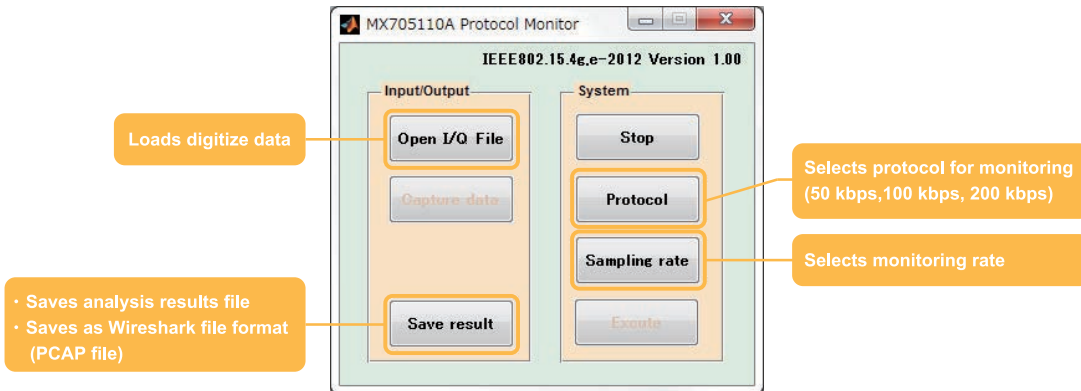 MX705110A Protocol Monitor
IEEE802.15.4g,e-2012 Version 1.00
Input/Output
System
Loads digitize data
Open I/Q File
Stop
Capture data
Protocol
Selects protocol for monitoring
(50 kbps,100 kbps, 200 kbps)
Sampling rate
Selects monitoring rate
・Saves analysis results file
・Saves as Wireshark file format
(PCAP file)
Save result
Excute